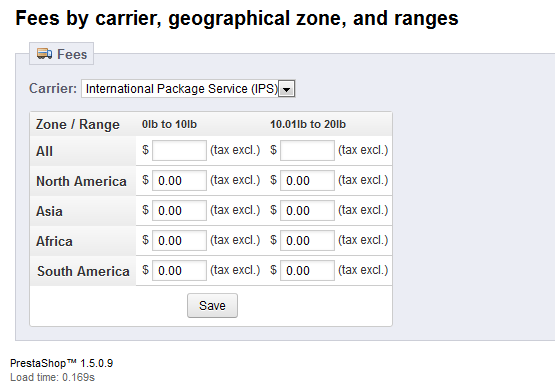 Fees by carrier, geographical zone, and ranges
Fees
Carrier: International Package Service (IPS)
Zone / Range 0lb to 10lb 10.01lb to 20lb
All $ (tax excl.) $ (tax excl.)
North America $ 0.00 (tax excl.) $ 0.00 (tax excl.)
Asia $ 0.00 (tax excl.) $ 0.00 (tax excl.)
Africa $ 0.00 (tax excl.) $ 0.00 (tax excl.)
South America $ 0.00 (tax excl.) $ 0.00 (tax excl.)
Save
PrestaShop™ 1.5.0.9
Load time: 0.169s